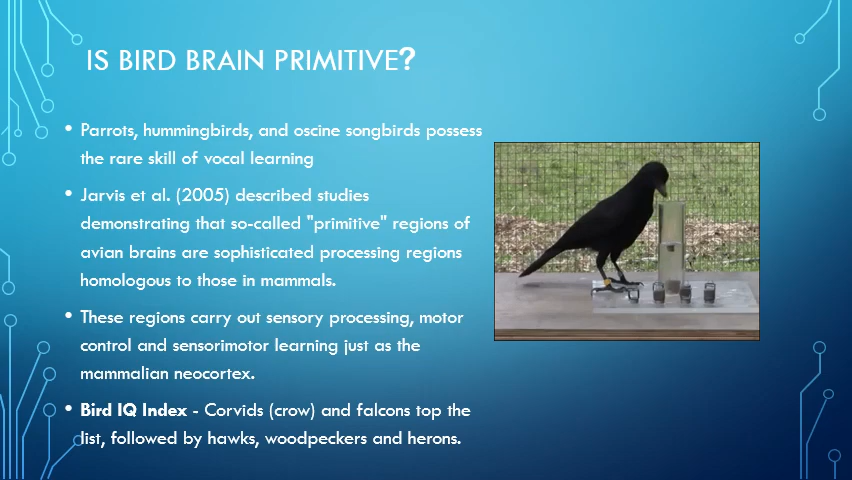 IS BIRD BRAIN PRIMITIVE?
• Parrots, hummingbirds, and oscine songbirds possess
the rare skill of vocal learning
• Jarvis et al. (2005) described studies
demonstrating that so-called "primitive" regions of
avian brains are sophisticated processing regions
homologous to those in mammals.
• These regions carry out sensory processing, motor
control and sensorimotor learning just as the
mammalian neocortex.
• Bird IQ Index - Corvids (crow) and falcons top the
list, followed by hawks, woodpeckers and herons.